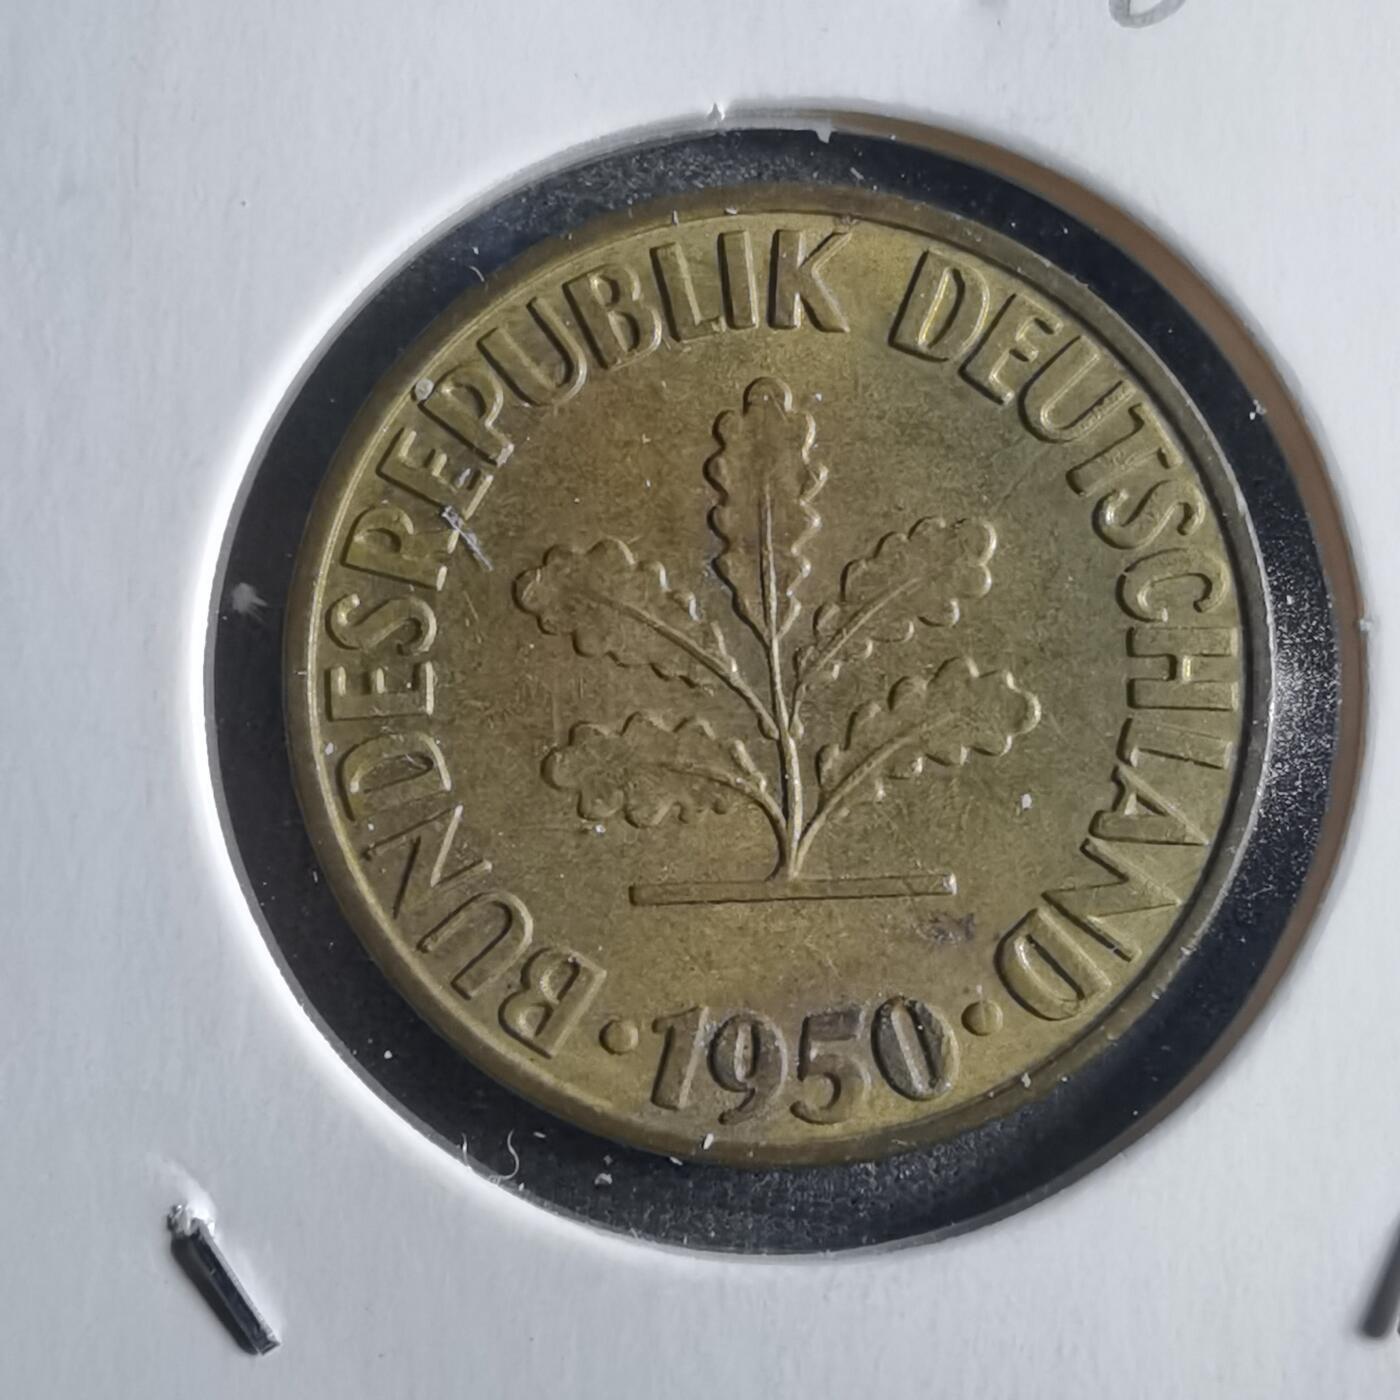 BUNDESREPUBLIK DEUTSCHLAND
· 1950 ·